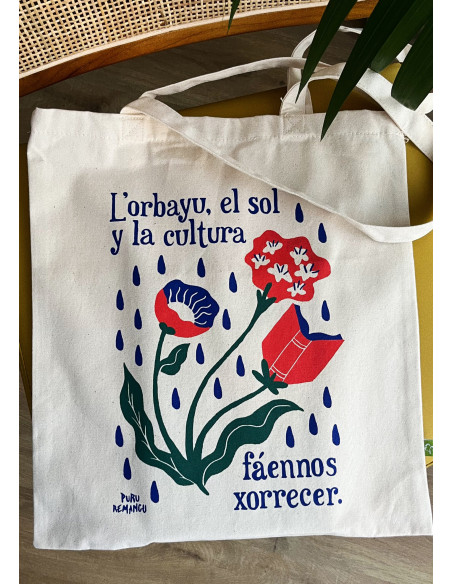 L'orbayu, el sol
y la cultura
fáennos
xorrecer.
PURU
REMANGU